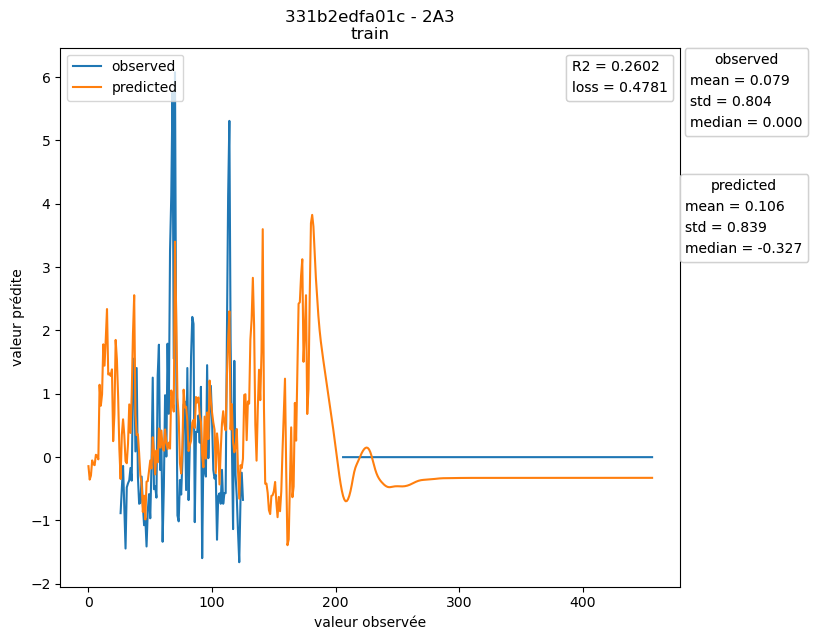 331b2edfa01c - 2A3
train
observed
predicted
R2 = 0.2602
loss = 0.4781
observed
mean = 0.079
std = 0.804
median = 0.000
predicted
mean = 0.106
std = 0.839
median = -0.327
valeur prédite
6
5
4
3
2
1
0
−1
−2
0
100
200
300
400
valeur observée